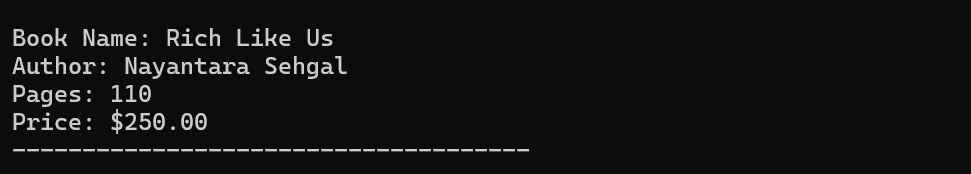 Book Name: Rich Like Us
Author: Nayantara Sehgal
Pages: 110
Price: $250.00
-------------------------------------